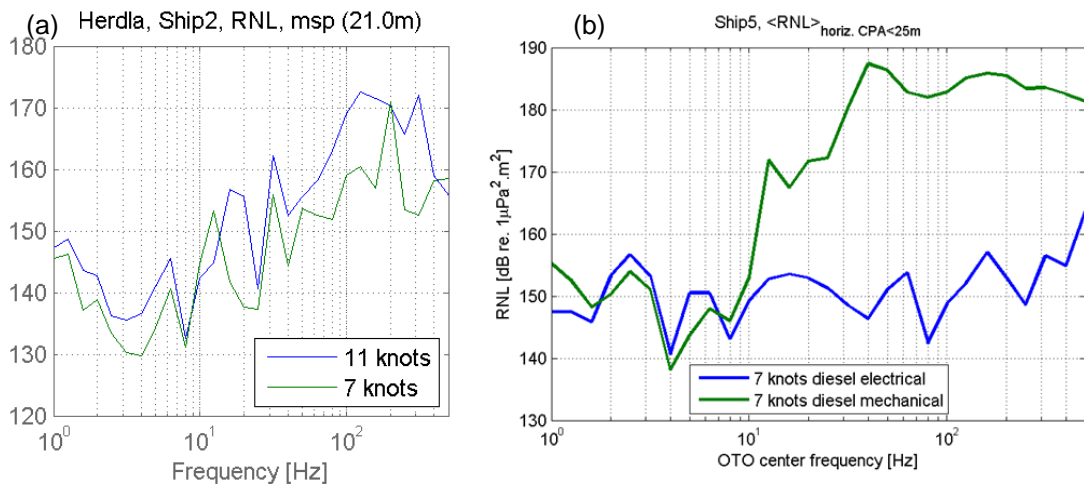 (a) Herdla, Ship2, RNL, msp (21.0m)
180
170
160
150
140
130
120
10^0
10^1
10^2
Frequency [Hz]
11 knots
7 knots
(b) Ship5, <RNL>_horiz. CPA<25m
RNL [dB re. 1μPa².m²]
190
180
170
160
150
140
130
10^0
10^1
10^2
OTO center frequency [Hz]
7 knots diesel electrical
7 knots diesel mechanical